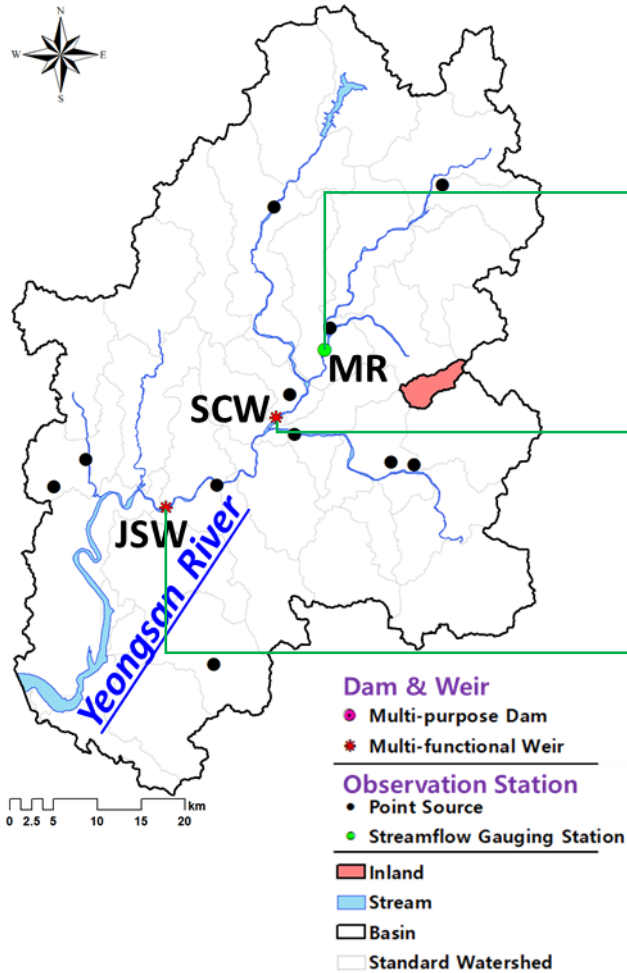 N
W E
S
MR
SCW
JSW
Yeongsan River
Dam & Weir
Multi-purpose Dam
Multi-functional Weir
Observation Station
Point Source
Streamflow Gauging Station
Inland
Stream
Basin
Standard Watershed
km
0 2.5 5 10 15 20